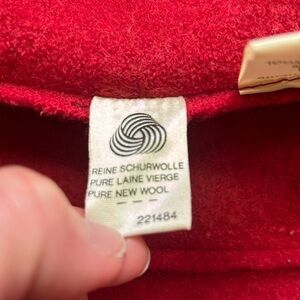 REINE SCHURWOLLE
PURE LAINE VIERGE
PURE NEW WOOL
— — —
221484